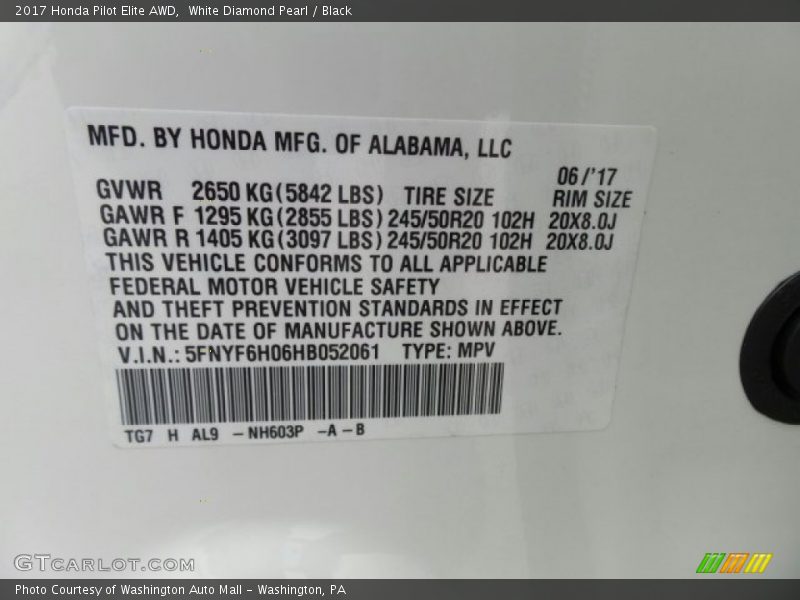 2017 Honda Pilot Elite AWD,  White Diamond Pearl / Black
MFD. BY HONDA MFG. OF ALABAMA, LLC
06/'17
GVWR 2650 KG(5842 LBS) TIRE SIZE RIM SIZE
GAWR F 1295 KG(2855 LBS) 245/50R20 102H 20X8.0J
GAWR R 1405 KG(3097 LBS) 245/50R20 102H 20X8.0J
THIS VEHICLE CONFORMS TO ALL APPLICABLE
FEDERAL MOTOR VEHICLE SAFETY
AND THEFT PREVENTION STANDARDS IN EFFECT
ON THE DATE OF MANUFACTURE SHOWN ABOVE.
V.I.N.: 5FNYF6H06HB052061 TYPE: MPV
TG7 H AL9 -NH603P -A-B
GTCARLOT.COM
Photo Courtesy of Washington Auto Mall - Washington, PA